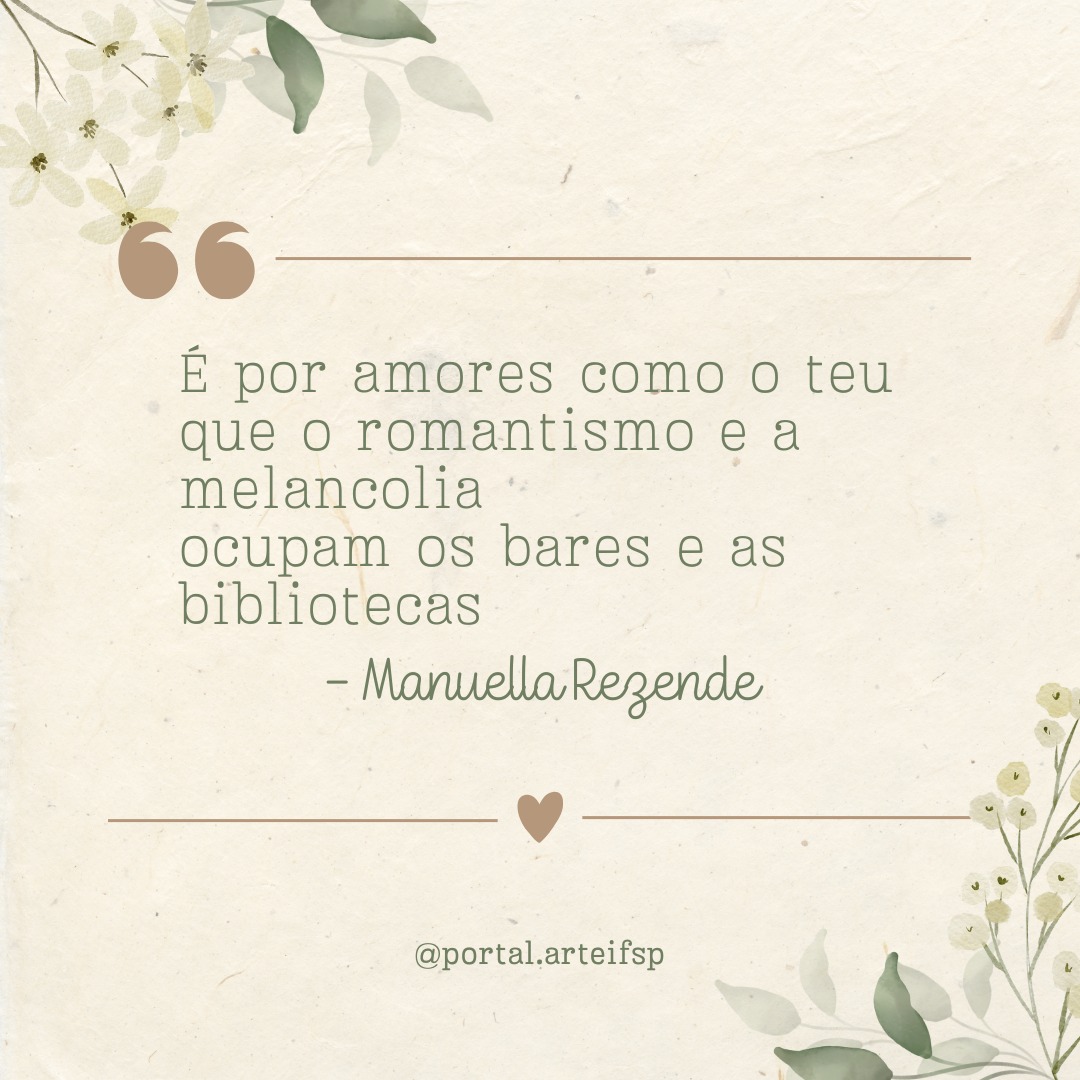 É por amores como o teu
que o romantismo e a
melancolia
ocupam os bares e as
bibliotecas
- Manuella Rezende
@portal.arteifsp